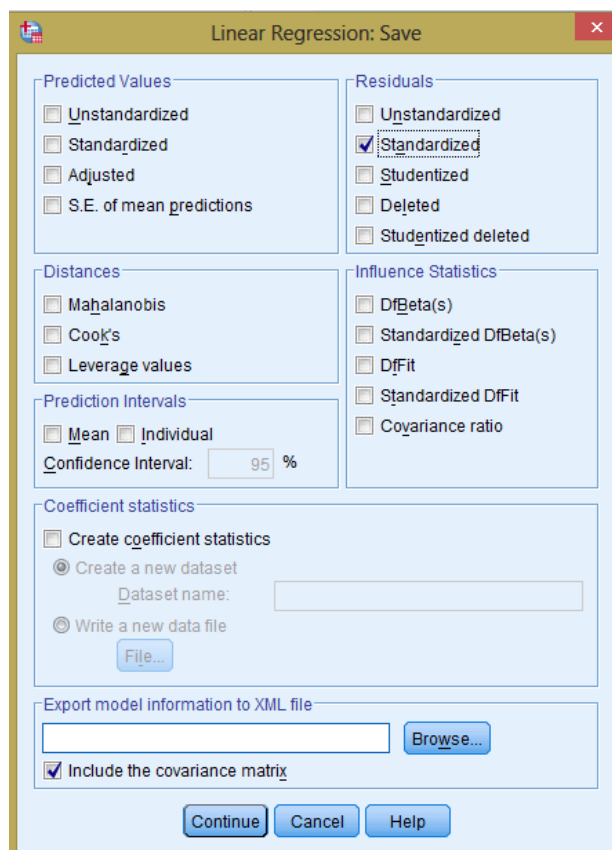 Linear Regression: Save
Predicted Values
Unstandardized
Standardized
Adjusted
S.E. of mean predictions
Residuals
Unstandardized
Standardized
Studentized
Deleted
Studentized deleted
Distances
Mahalanobis
Cook's
Leverage values
Influence Statistics
DfBeta(s)
Standardized DfBeta(s)
DfFit
Standardized DfFit
Covariance ratio
Prediction Intervals
Mean Individual
Confidence Interval: 95 %
Coefficient statistics
Create coefficient statistics
Create a new dataset
Dataset name:
Write a new data file
File...
Export model information to XML file
Browse...
Include the covariance matrix
Continue Cancel Help